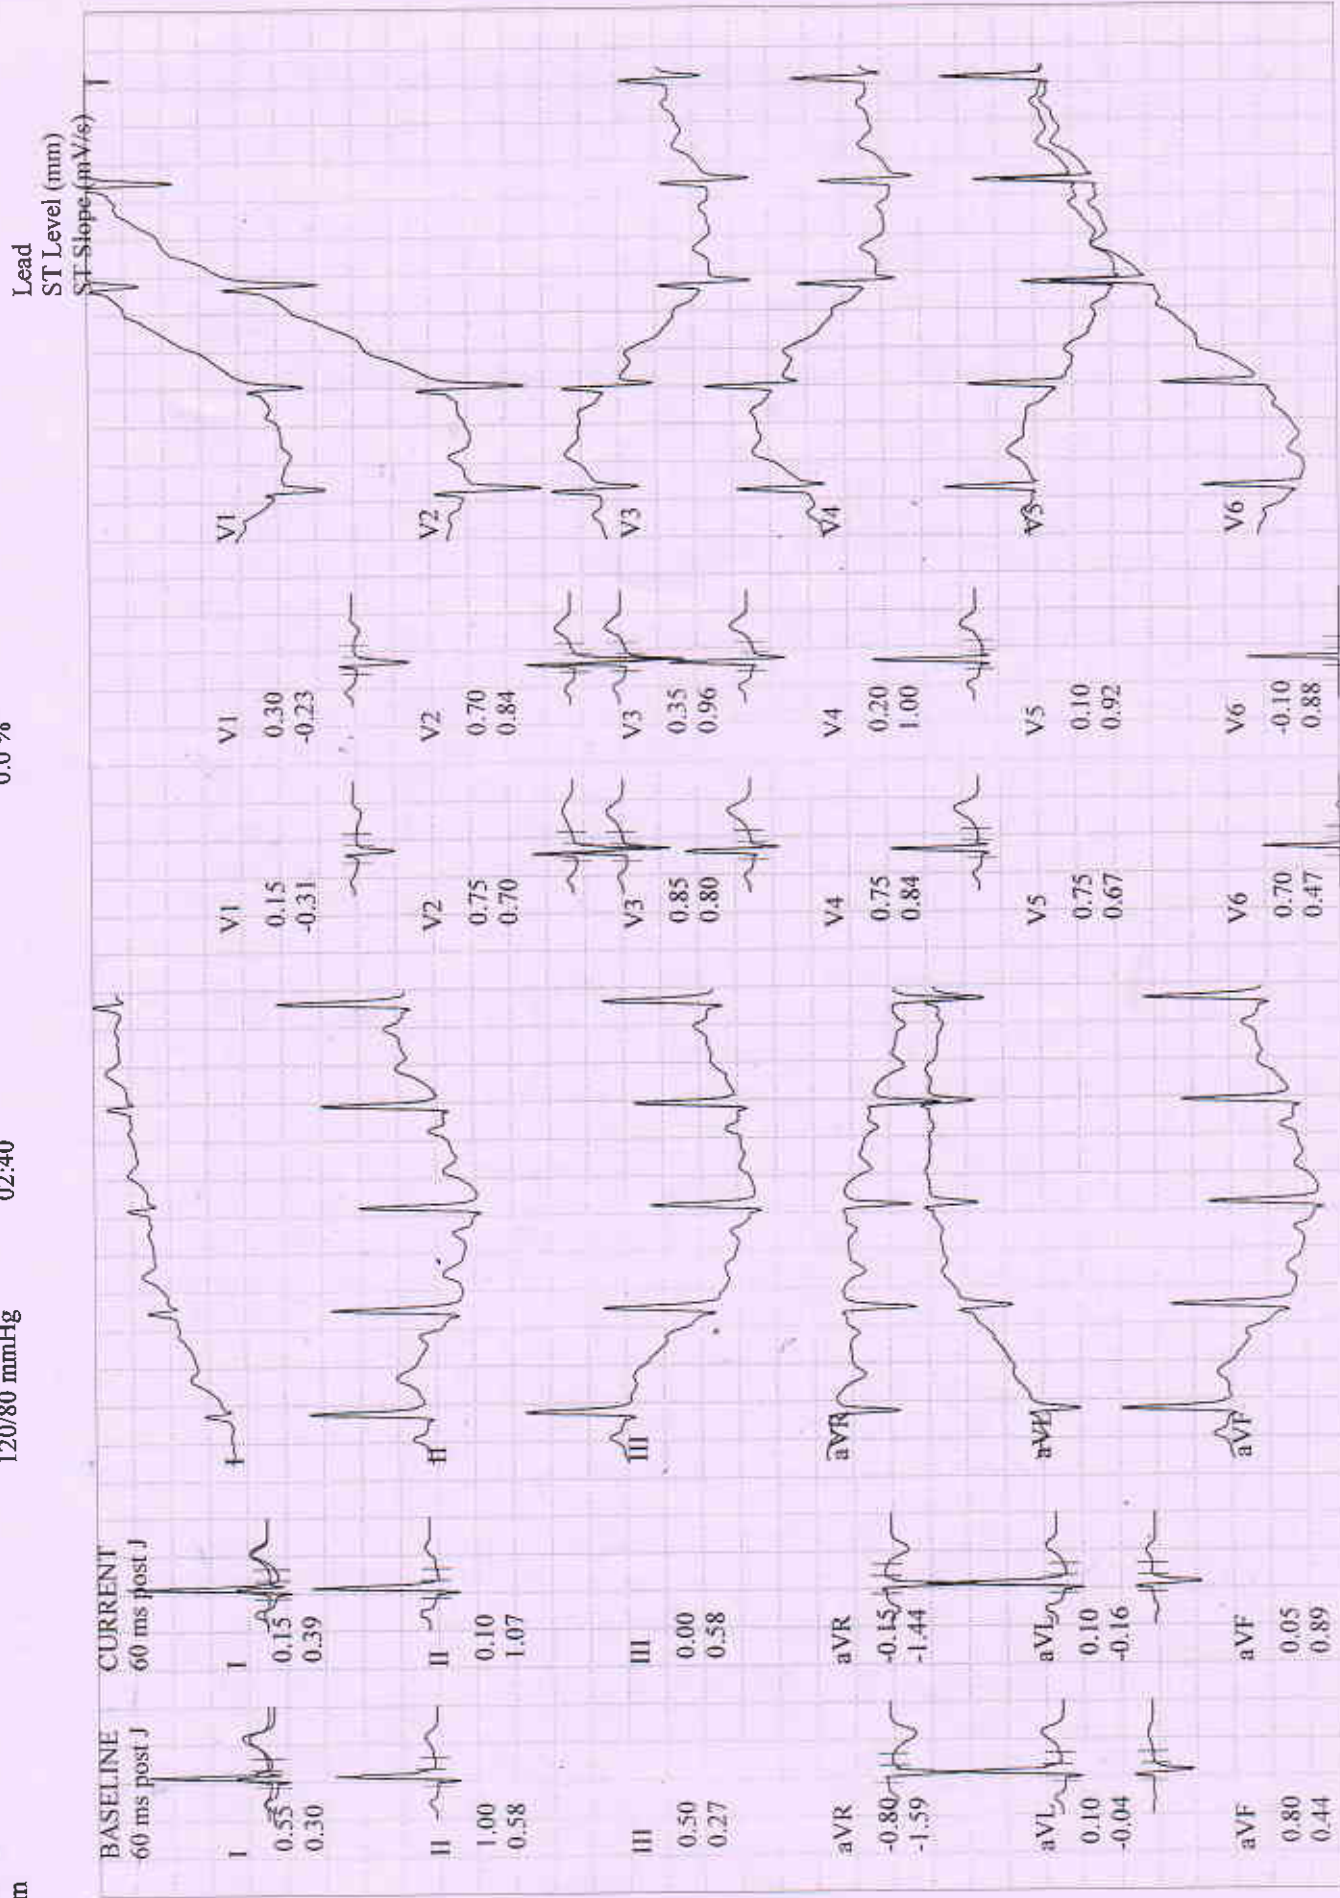 m
120/80 mmHg
02:40
0.0 %
Lead
ST Level (mm)
ST Slope (mV/s)
BASELINE
60 ms post J
CURRENT
60 ms post J
I
0.55
0.30
I
0.15
0.39
I
V1
0.15
-0.31
V1
0.30
-0.23
V1
II
1.00
0.58
II
0.10
1.07
II
V2
0.75
0.70
V2
0.70
0.84
V2
III
0.50
0.27
III
0.00
0.58
III
V3
0.85
0.80
V3
0.35
0.96
V3
aVR
-0.80
-1.59
aVR
-0.15
-1.44
aVR
V4
0.75
0.84
V4
0.20
1.00
V4
aVL
0.10
-0.04
aVL
0.10
-0.16
aVL
V5
0.75
0.67
V5
0.10
0.92
V5
aVF
0.80
0.44
aVF
0.05
0.89
aVF
V6
0.70
0.47
V6
-0.10
0.88
V6